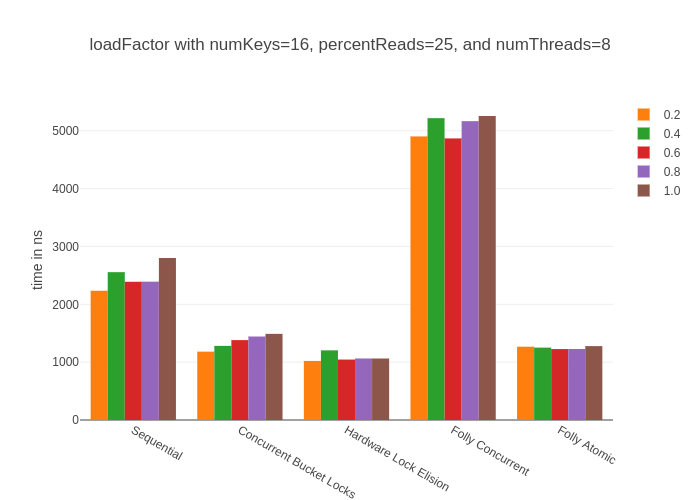 loadFactor with numKeys=16, percentReads=25, and numThreads=8
0.2
0.4
0.6
0.8
1.0
time in ns
5000
4000
3000
2000
1000
0
Sequential
Concurrent Bucket Locks
Hardware Lock Elision
Folly Concurrent
Folly Atomic